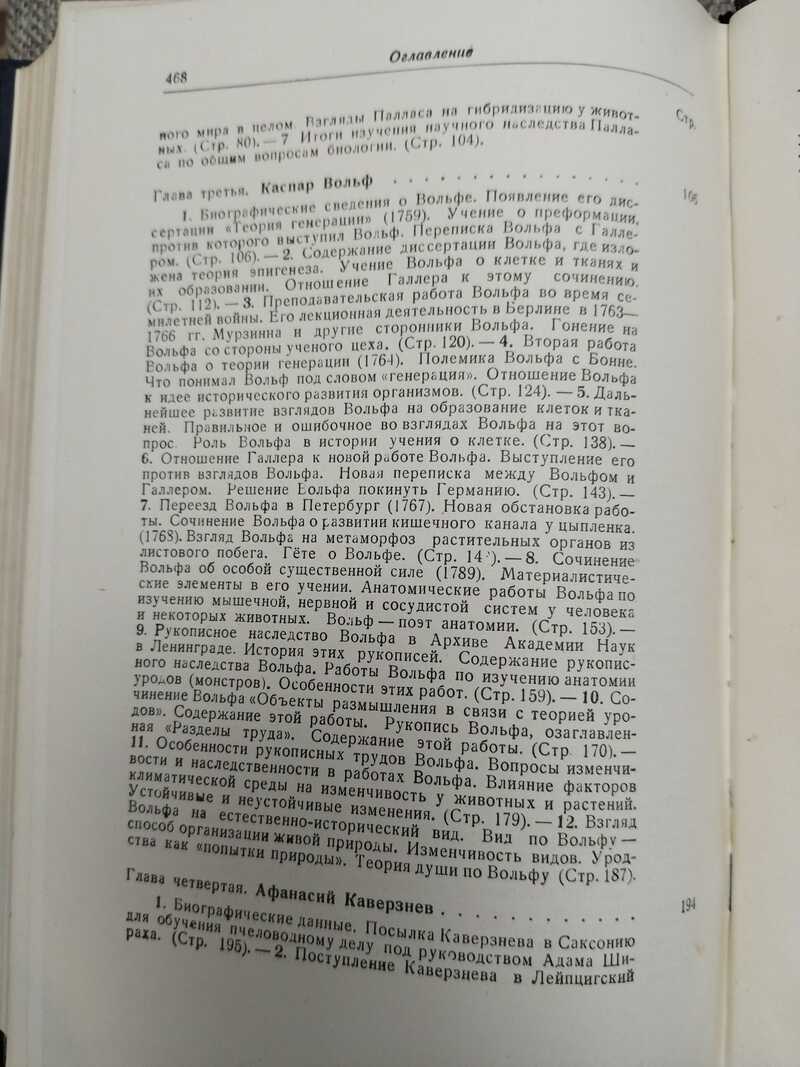 468
Оглавление
Стр.
ного мира в целом Взгляды Палласа на гибридизацию у живот-
ных (Стр. 80). — 7 Итоги изучения научного наследства Палла-
са по общим вопросам биологии. (Стр. 104).
Глава третья. Каспар Вольф . . . . . . . . . . . .
1. Биографические сведения о Вольфе. Появление его дис-
сертации «Теория генерации» (1759). Учение о преформации,
против которого выступил Вольф. Переписка Вольфа с Галле-
ром. (Стр. 106). — 2. Содержание диссертации Вольфа, где изло-
жена теория эпигенеза. Учение Вольфа о клетке и тканях и
их образовании. Отношение Галлера к этому сочинению.
(Стр. 112). — 3. Преподавательская работа Вольфа во время се-
милетней войны. Его лекционная деятельность в Берлине в 1763—
1766 гг. Мурзинна и другие сторонники Вольфа. Гонение на
Вольфа со стороны ученого цеха. (Стр. 120). — 4. Вторая работа
Вольфа о теории генерации (1764). Полемика Вольфа с Бонне.
Что понимал Вольф под словом «генерация». Отношение Вольфа
к идее исторического развития организмов. (Стр. 124). — 5. Даль-
нейшее развитие взглядов Вольфа на образование клеток и тка-
ней. Правильное и ошибочное во взглядах Вольфа на этот во-
прос. Роль Вольфа в истории учения о клетке. (Стр. 138). —
6. Отношение Галлера к новой работе Вольфа. Выступление его
против взглядов Вольфа. Новая переписка между Вольфом и
Галлером. Решение Вольфа покинуть Германию. (Стр. 143). —
7. Переезд Вольфа в Петербург (1767). Новая обстановка рабо-
ты. Сочинение Вольфа о развитии кишечного канала у цыпленка.
(1768). Взгляд Вольфа на метаморфоз растительных органов из
листового побега. Гёте о Вольфе. (Стр. ). — 8. Сочинение
Вольфа об особой существенной силе (1789). Материалистиче-
ские элементы в его учении. Анатомические работы Вольфа по
изучению мышечной, нервной и сосудистой систем у человека
и некоторых животных. Вольф — поэт анатомии. (Стр. 153). —
9. Рукописное наследство Вольфа в Архиве Академии Наук
в Ленинграде. История этих рукописей. Содержание рукопис-
ного наследства Вольфа. Работы Вольфа по изучению анатомии
уродов (монстров). Особенности этих работ. (Стр. 159). — 10. Со-
чинение Вольфа «Объекты размышления в связи с теорией уро-
дов». Содержание этой работы. Рукопись Вольфа, озаглавлен-
ная «Разделы труда». Содержание этой работы. (Стр 170). —
11. Особенности рукописных трудов Вольфа. Вопросы изменчи-
вости и наследственности в работах Вольфа. Влияние факторов
климатической среды на изменчивость у животных и растений.
Устойчивые и неустойчивые изменения. (Стр. 179). — 12. Взгляд
Вольфа на естественно-исторический вид. Вид по Вольфу —
способ организации живой природы. Изменчивость видов. Урод-
ства как «попытки природы». Теория души по Вольфу (Стр. 187).
Глава четвертая. Афанасий Каверзнев . . . . . . . . . . . . 194
1. Биографические данные. Посылка Каверзнева в Саксонию
для обучения пчеловодному делу под руководством Адама Ши-
раха. (Стр. 195). — 2. Поступление Каверзнева в Лейпцигский